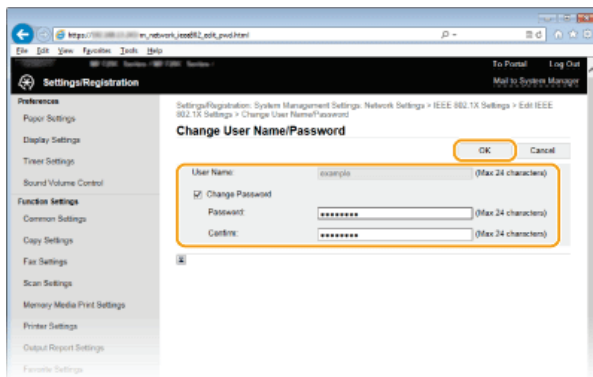 m_network_ieee802_edit_pwd.html
File Edit View Favorites Tools Help
To Portal Log Out
Settings/Registration
Mail to System Manager
Preferences
Paper Settings
Display Settings
Timer Settings
Sound Volume Control
Function Settings
Common Settings
Copy Settings
Fax Settings
Scan Settings
Memory Media Print Settings
Printer Settings
Output Report Settings
Favorite Settings
Settings/Registration: System Management Settings: Network Settings > IEEE 802.1X Settings > Edit IEEE
802.1X Settings > Change User Name/Password
Change User Name/Password
OK Cancel
User Name: example (Max 24 characters)
Change Password
Password: ●●●●●●●● (Max 24 characters)
Confirm: ●●●●●●●● (Max 24 characters)